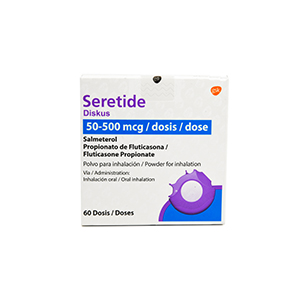 gsk
Seretide
Diskus
50-500 mcg / dosis / dose
Salmeterol
Propionato de Fluticasona /
Fluticasone Propionate
Polvo para inhalación / Powder for inhalation
Vía / Administration:
Inhalación oral / Oral inhalation
60 Dosis / Doses